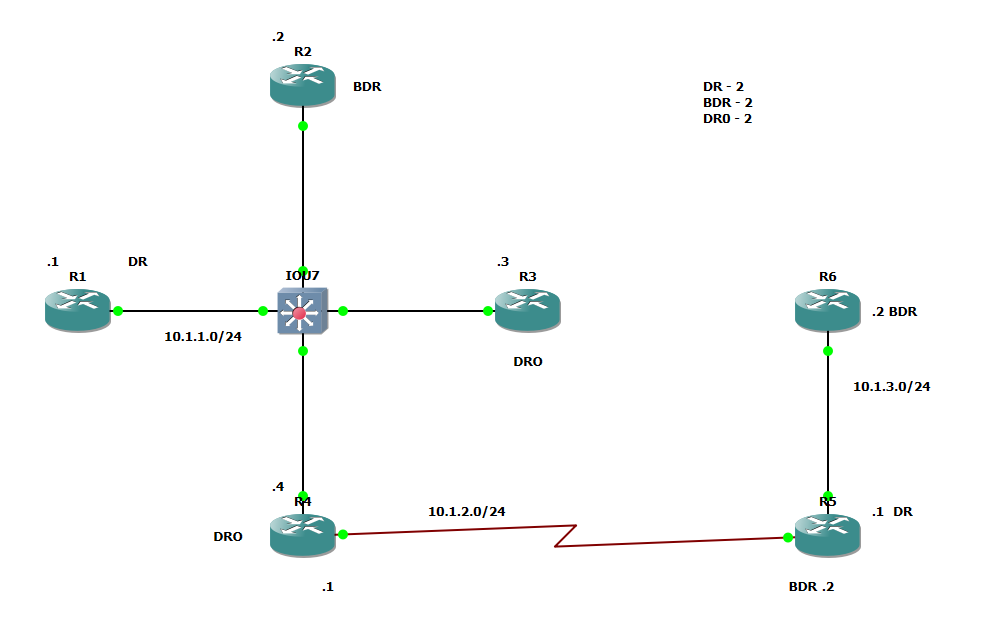 .2
R2
BDR
DR - 2
BDR - 2
DR0 - 2
.1
DR
R1
IOU7
.3
R3
R6
.2 BDR
10.1.1.0/24
DRO
10.1.3.0/24
.4
R4
10.1.2.0/24
R5
.1 DR
DRO
.1
BDR .2